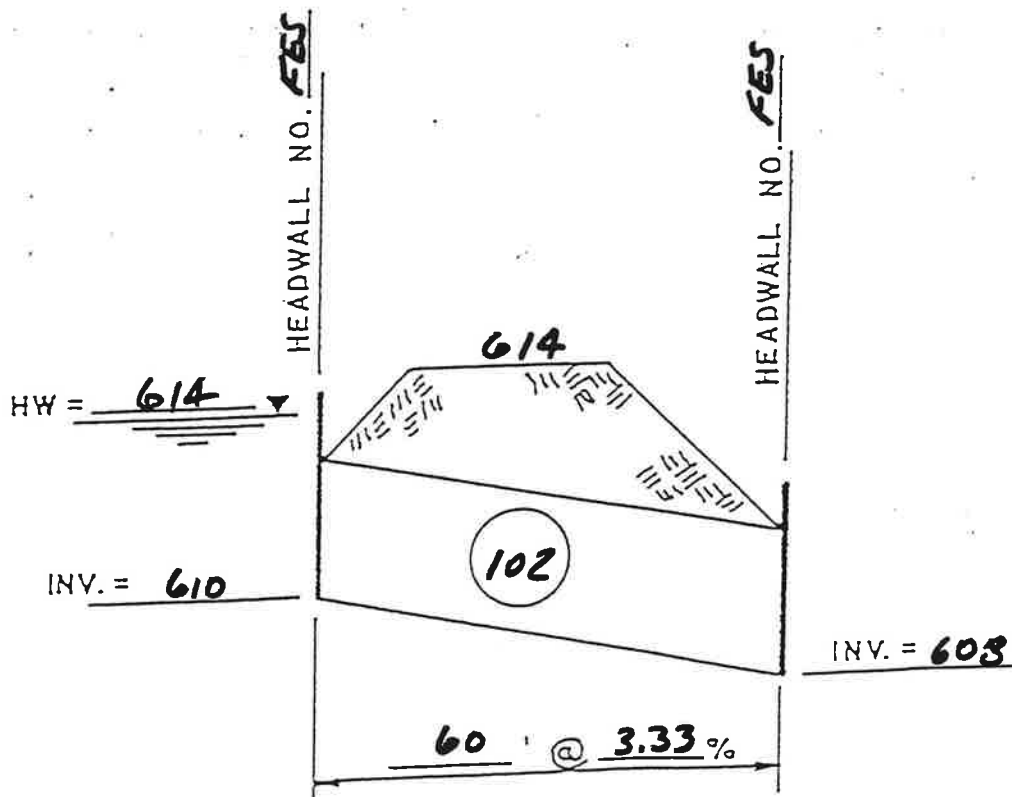 HEADWALL NO. FES
HEADWALL NO. FES
614
HW = 614
102
INV. = 610
INV. = 608
60 ' @ 3.33 %